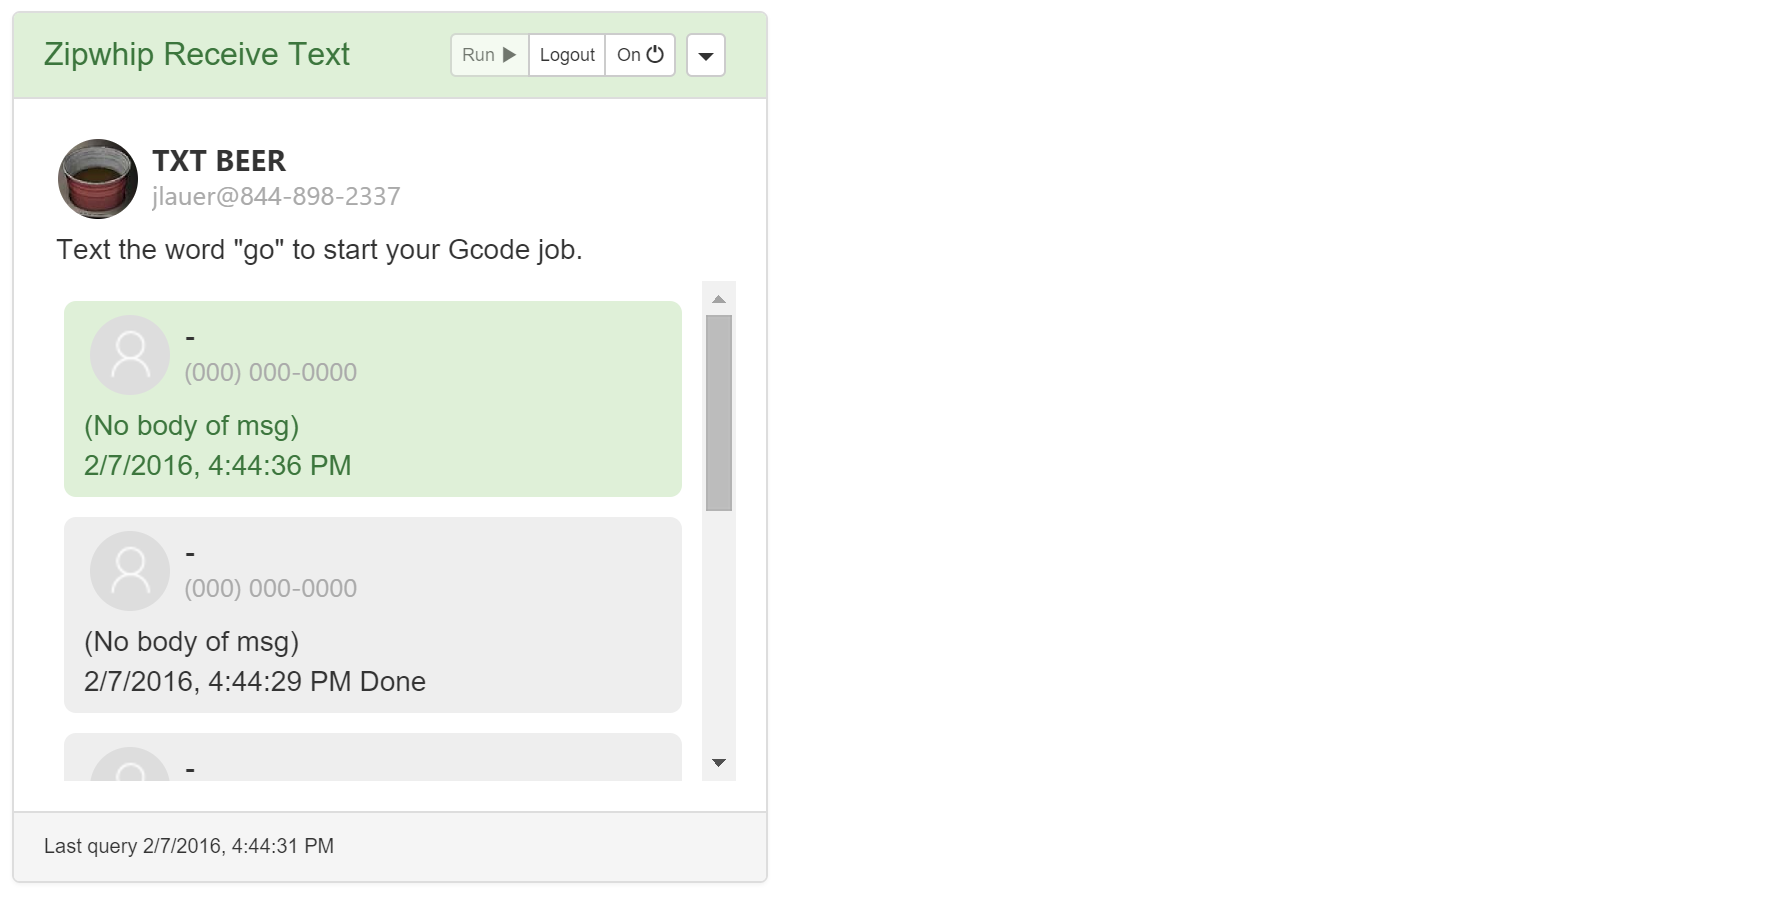 Zipwhip Receive Text
Run Logout On
TXT BEER
jlauer@844-898-2337
Text the word "go" to start your Gcode job.
-
(000) 000-0000
(No body of msg)
2/7/2016, 4:44:36 PM
-
(000) 000-0000
(No body of msg)
2/7/2016, 4:44:29 PM Done
-
Last query 2/7/2016, 4:44:31 PM